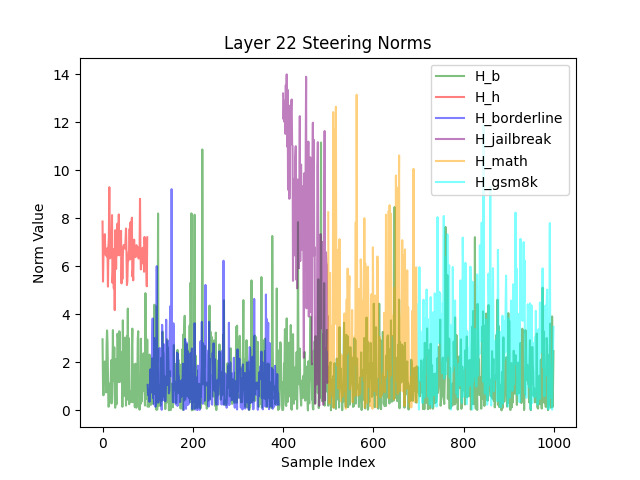 Layer 22 Steering Norms
Norm Value
14
12
10
8
6
4
2
0
H_b
H_h
H_borderline
H_jailbreak
H_math
H_gsm8k
0
200
400
600
800
1000
Sample Index